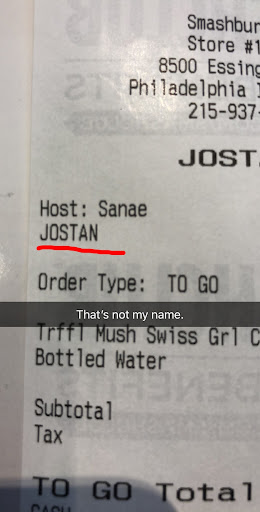 Smashbur
Store #1
8500 Essing
Philadelphia I
215-937-
JOST
Host: Sanae
JOSTAN
Order Type: TO GO
That's not my name.
Trffl Mush Swiss Grl C
Bottled Water
Subtotal
Tax
TO GO Total